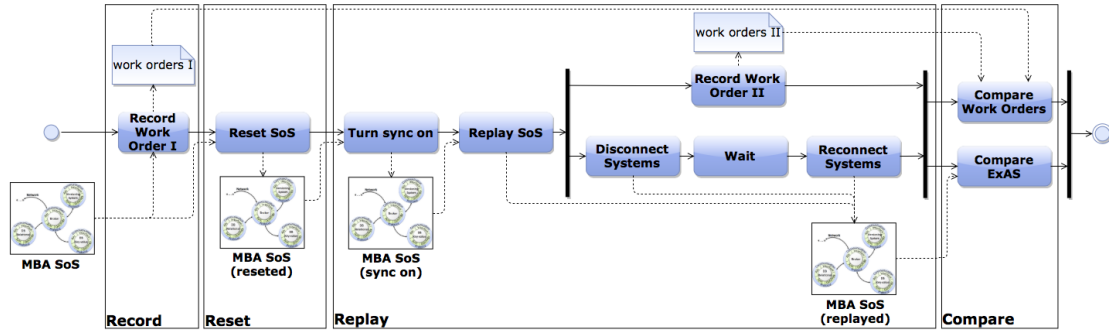 work orders I
work orders II
Record
Work
Order I
Reset SoS
Turn sync on
Replay SoS
Record Work
Order II
Disconnect
Systems
Wait
Reconnect
Systems
Compare
Work Orders
Compare
ExAS
MBA SoS
MBA SoS
(reseted)
MBA SoS
(sync on)
MBA SoS
(replayed)
Record
Reset
Replay
Compare